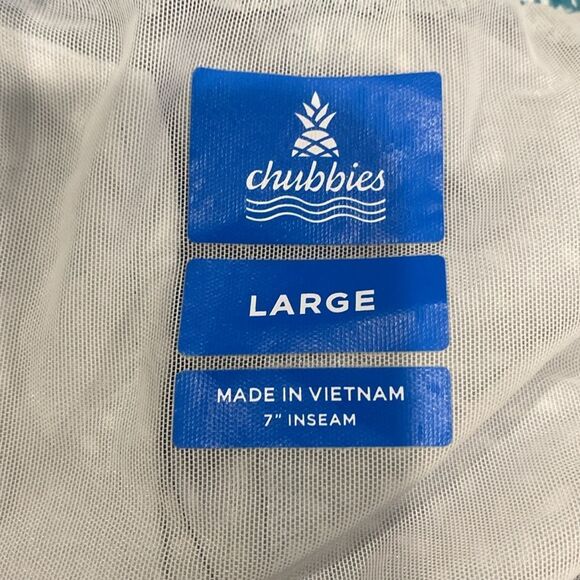 chubbies
LARGE
MADE IN VIETNAM
7" INSEAM